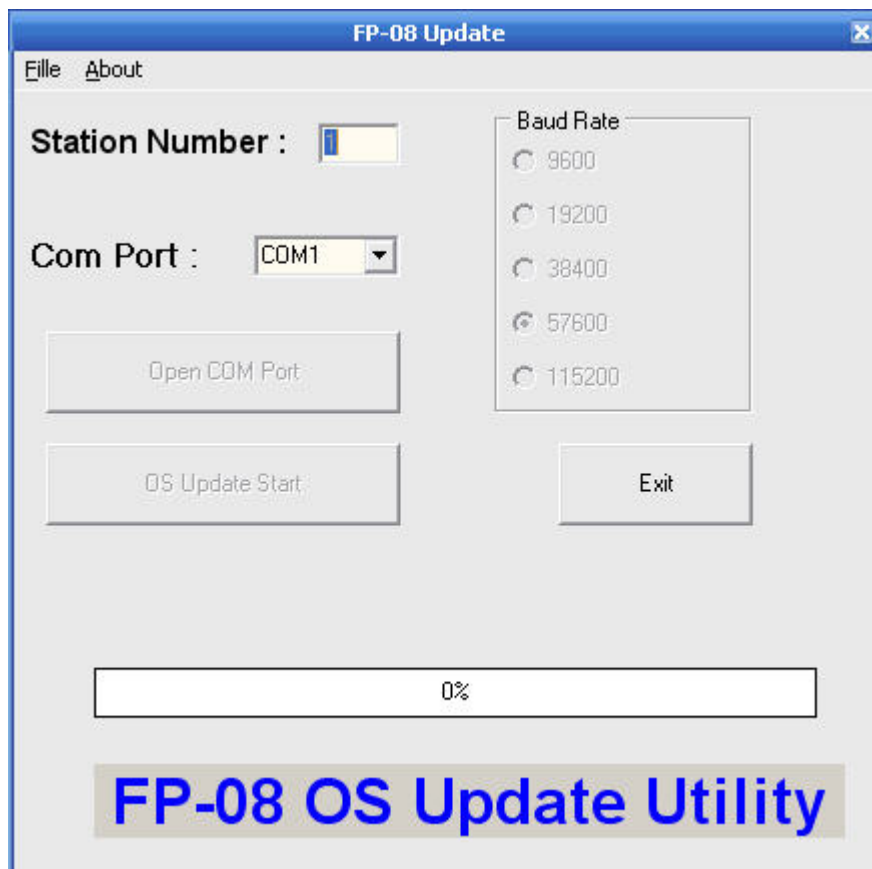 FP-08 Update
Fille About
Station Number : 1
Baud Rate
9600
19200
Com Port : COM1
38400
57600
Open COM Port
115200
OS Update Start
Exit
0%
FP-08 OS Update Utility